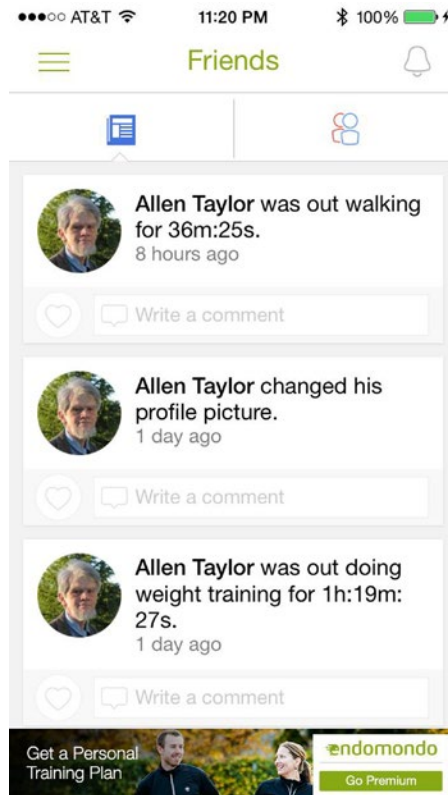 AT&T 11:20 PM 100%
Friends
Allen Taylor was out walking
for 36m:25s.
8 hours ago
Write a comment
Allen Taylor changed his
profile picture.
1 day ago
Write a comment
Allen Taylor was out doing
weight training for 1h:19m:
27s.
1 day ago
Write a comment
Get a Personal
Training Plan
endomondo
Go Premium